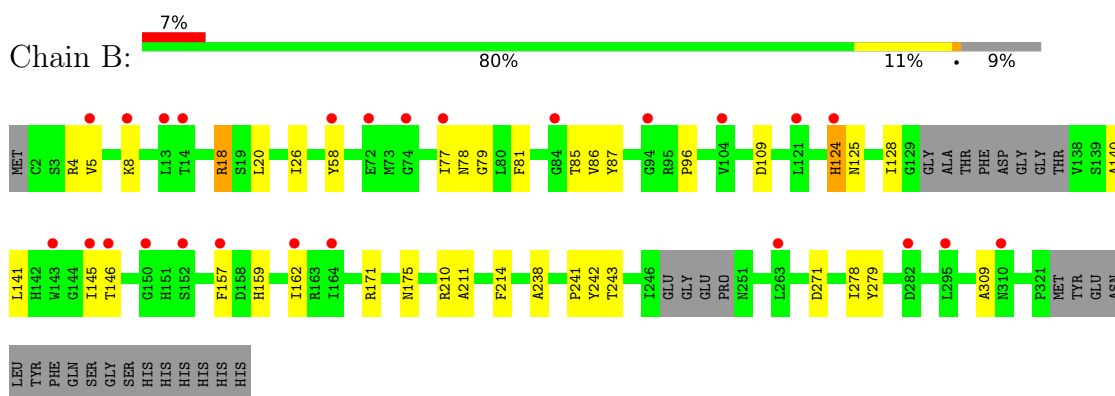 7%
Chain B:
80% 11% • 9%
MET C2 S3 R4 V5 K8 L13 T14 R18 S19 L20 I26 Y58 E72 M73 G74 I77 N78 G79 L80 F81 G84 T85 V86 Y87 G94 R95 P96 V104 D109 L121 H124 N125 I128 G129 GLY ALA THR PHE ASP GLY GLY THR V138 S139 A140
L141 H142 W143 G144 I145 T146 G150 H151 S152 F157 D158 H159 I162 R163 I164 R171 N175 R210 A211 F214 A238 P241 Y242 T243 I246 GLU GLY GLU PRO N251 L263 D271 I278 Y279 D282 L295 A309 N310 P321 MET TYR GLU ASN
LEU TYR PHE GLN SER GLY SER HIS HIS HIS HIS HIS HIS